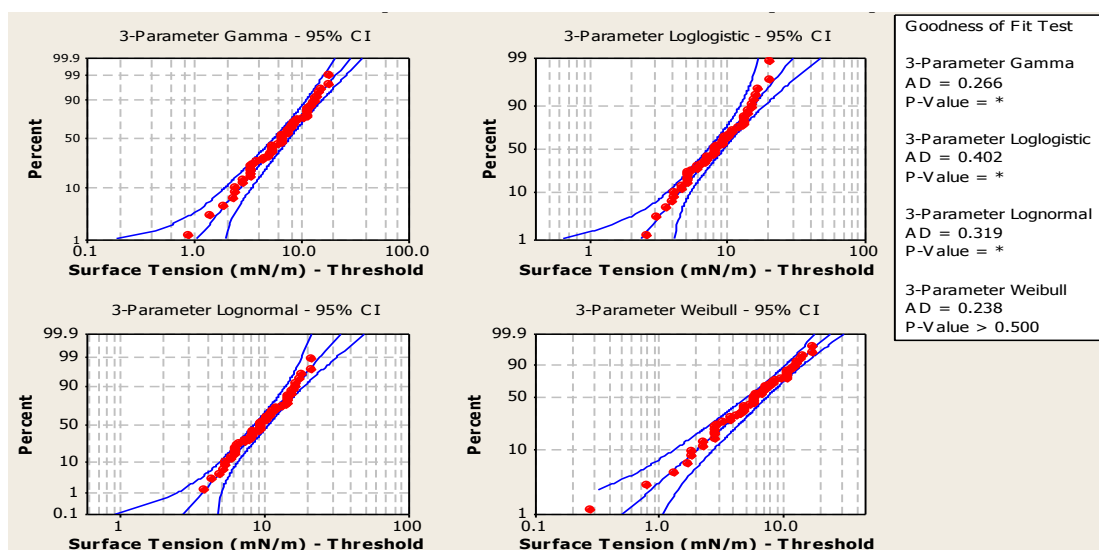 3-Parameter Gamma - 95% CI
99.9
99
90
50
10
1
0.1 1.0 10.0 100.0
Percent
Surface Tension (mN/m) - Threshold
3-Parameter Loglogistic - 95% CI
99
90
50
10
1
1 10 100
Percent
Surface Tension (mN/m) - Threshold
3-Parameter Lognormal - 95% CI
99.9
99
90
50
10
1
0.1
1 10 100
Percent
Surface Tension (mN/m) - Threshold
3-Parameter Weibull - 95% CI
99.9
90
50
10
1
0.1 1.0 10.0
Percent
Surface Tension (mN/m) - Threshold
Goodness of Fit Test
3-Parameter Gamma
AD = 0.266
P-Value = *
3-Parameter Loglogistic
AD = 0.402
P-Value = *
3-Parameter Lognormal
AD = 0.319
P-Value = *
3-Parameter Weibull
AD = 0.238
P-Value > 0.500